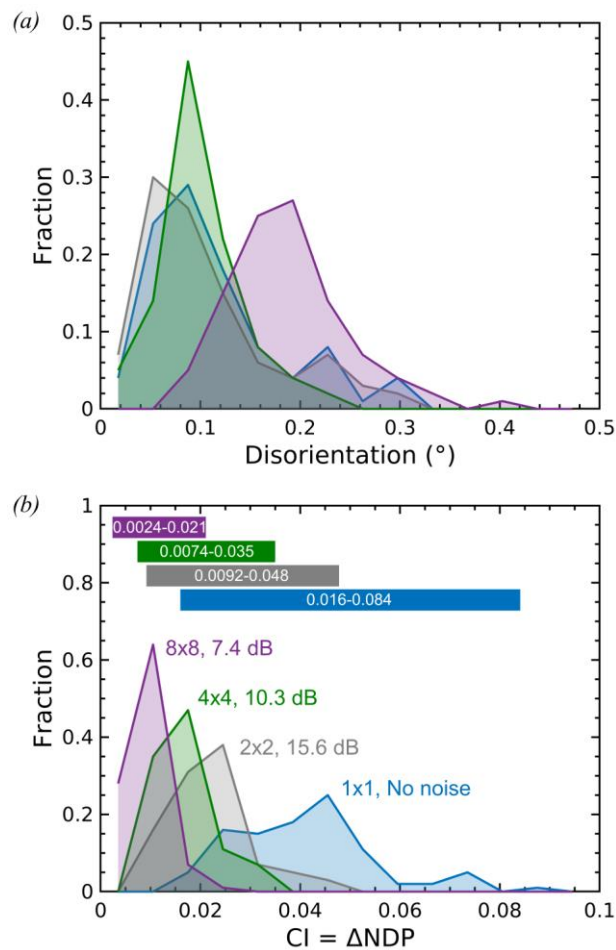 (a)
0.5
0.4
0.3
0.2
0.1
0
Fraction
0
0.1
0.2
0.3
0.4
0.5
Disorientation (°)
(b)
1
0.8
0.6
0.4
0.2
0
Fraction
0.0024-0.021
0.0074-0.035
0.0092-0.048
0.016-0.084
8x8, 7.4 dB
4x4, 10.3 dB
2x2, 15.6 dB
1x1, No noise
0
0.02
0.04
0.06
0.08
0.1
CI = ΔNDP